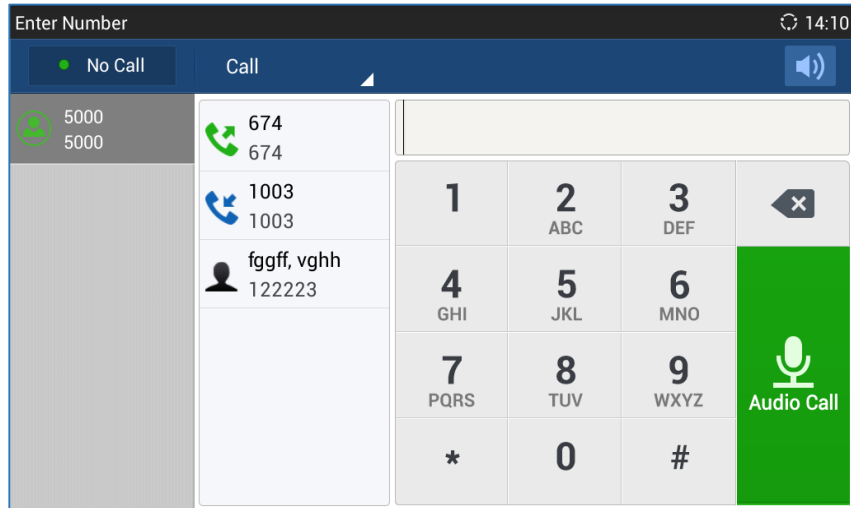 Enter Number
14:10
No Call
Call
5000
5000
674
674
1003
1003
fggff, vghh
122223
1
2
ABC
3
DEF
4
GHI
5
JKL
6
MNO
7
PQRS
8
TUV
9
WXYZ
*
0
#
Audio Call